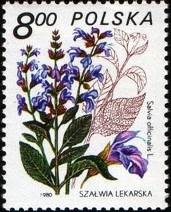 8.00 POLSKA
Salvia officinalis L.
1980
SZAŁWIA LEKARSKA